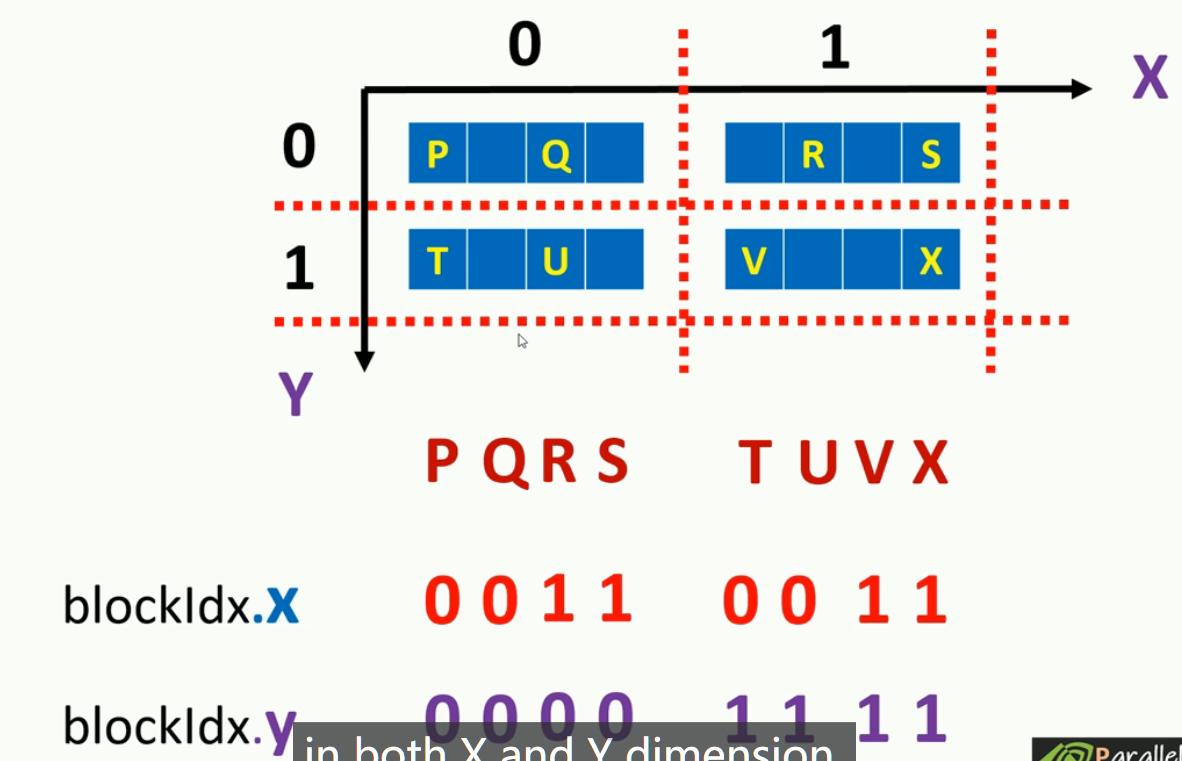 0 1
X
0 P Q R S
1 T U V X
Y
P Q R S T U V X
blockIdx.X 0 0 1 1 0 0 1 1
blockIdx.y 0 0 0 0 1 1 1 1
in both X and Y dimension
Parallel